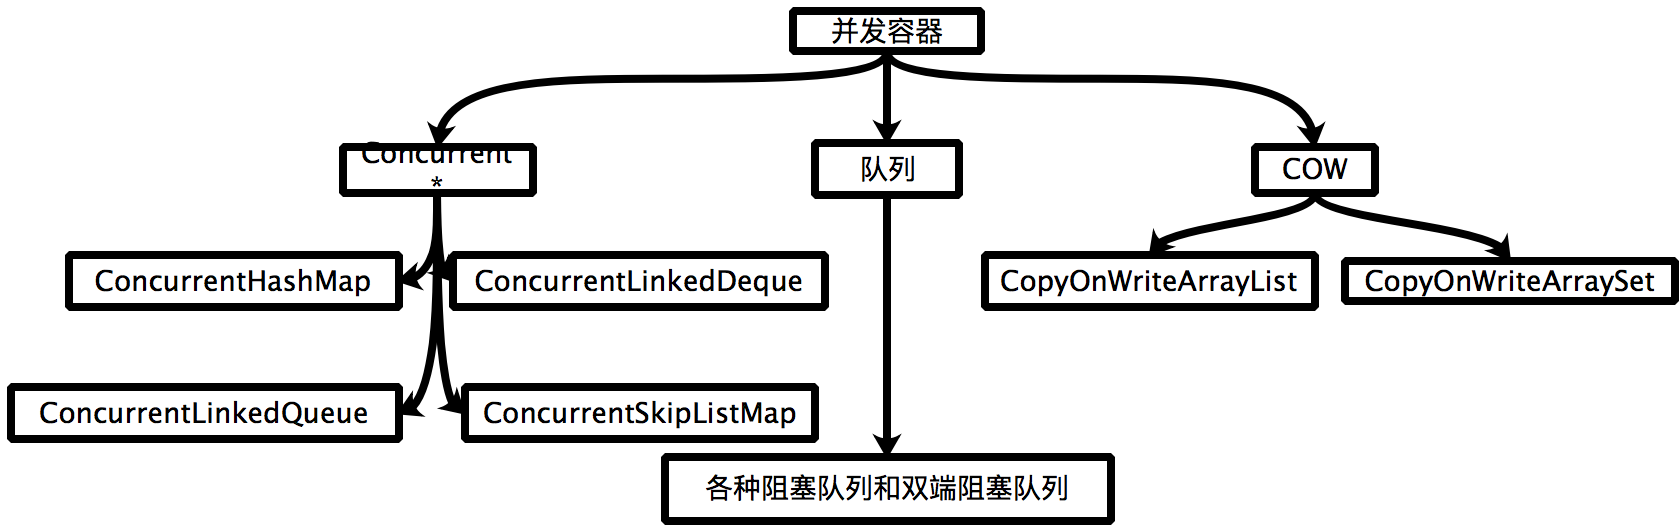 并发容器
Concurrent
*
队列
COW
ConcurrentHashMap
ConcurrentLinkedDeque
CopyOnWriteArrayList
CopyOnWriteArraySet
ConcurrentLinkedQueue
ConcurrentSkipListMap
各种阻塞队列和双端阻塞队列